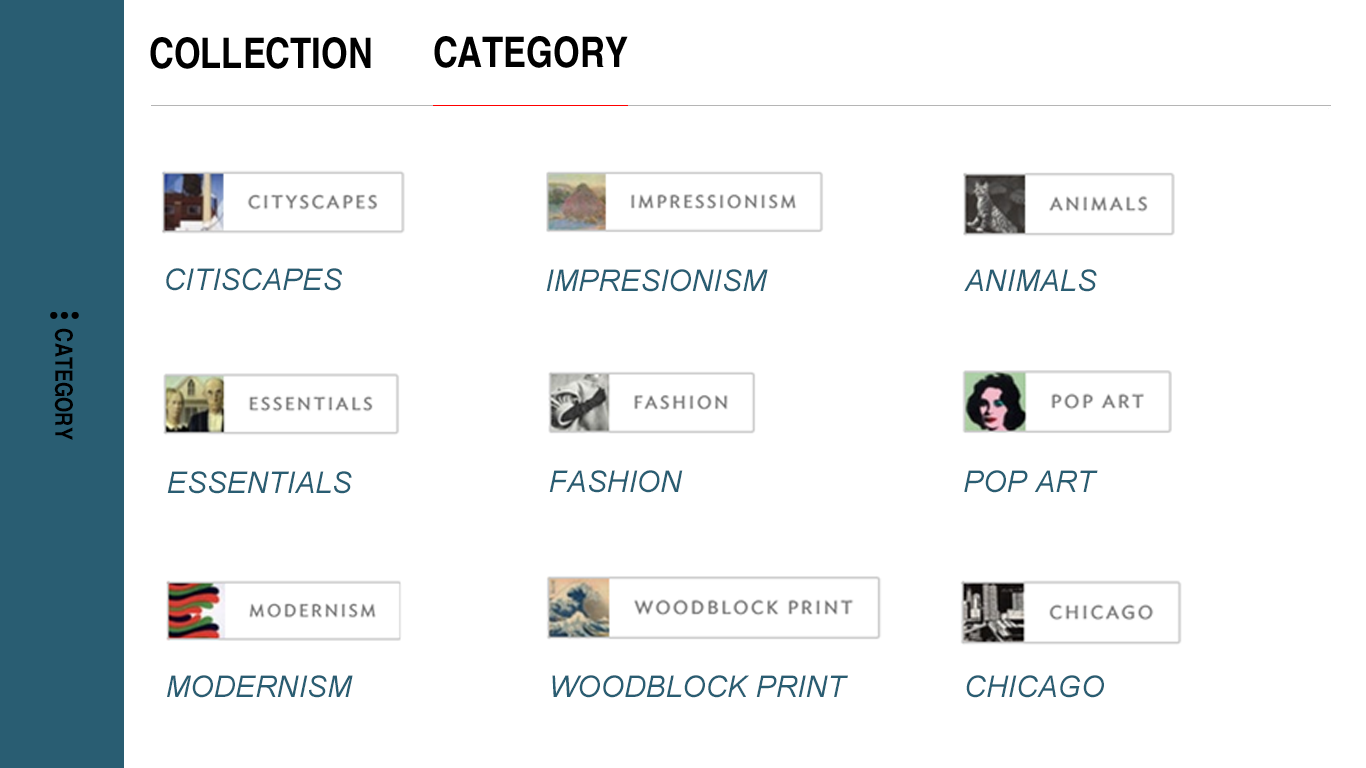 COLLECTION CATEGORY
CITYSCAPES IMPRESSIONISM ANIMALS
CITISCAPES IMPRESIONISM ANIMALS
CATEGORY
ESSENTIALS FASHION POP ART
ESSENTIALS FASHION POP ART
MODERNISM WOODBLOCK PRINT CHICAGO
MODERNISM WOODBLOCK PRINT CHICAGO